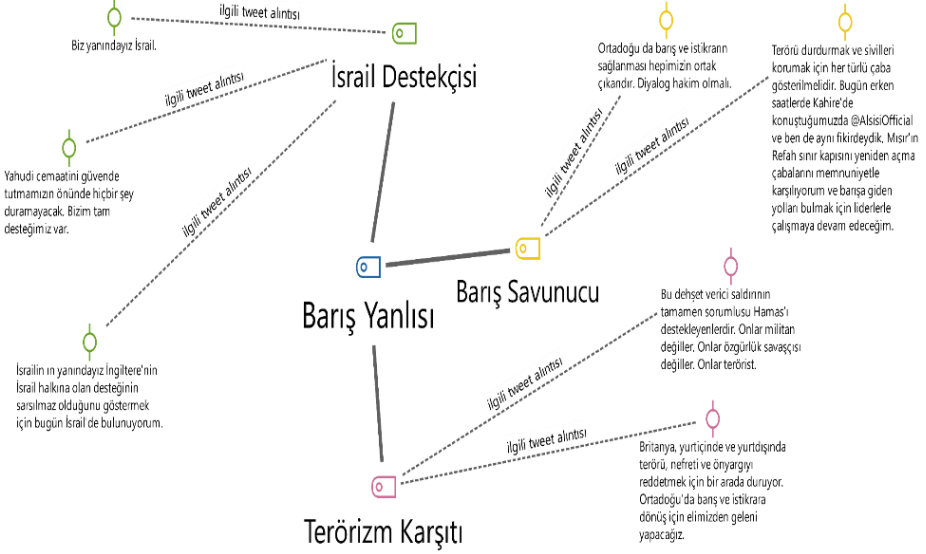 ilgili tweet alıntısı
Biz yanındayız İsrail.
İsrail Destekçisi
ilgili tweet alıntısı
Yahudi cemaatini güvende
tutmamızın önünde hiçbir şey
duramayacak. Bizim tam
desteğimiz var.
ilgili tweet alıntısı
İsrailin ın yanındayız İngiltere'nin
İsrail halkına olan desteğinin
sarsılmaz olduğunu göstermek
için bugün İsrail'de bulunuyorum.
Ortadoğu da barış ve istikrarın
sağlanması hepimizin ortak
çıkarıdır. Diyalog hakim olmalı.
ilgili tweet alıntısı
Terörü durdurmak ve sivilleri
korumak için her türlü çaba
gösterilmelidir. Bugün erken
saatlerde Kahire'de
konuştuğumuzda @AlsisiOfficial
ve ben de aynı fikirdeydik. Mısır'ın
Refah sınır kapısını yeniden açma
çabalarını memnuniyetle
karşılıyorum ve barışa giden
yolları bulmak için liderlerle
çalışmaya devam edeceğim.
ilgili tweet alıntısı
Barış Savunucu
Barış Yanlısı
Bu dehşet verici saldırının
tamamen sorumlusu Hamas'ı
destekleyenlerdir. Onlar militan
değiller. Onlar özgürlük savaşçısı
değiller. Onlar terörist.
ilgili tweet alıntısı
Britanya, yurtiçinde ve yurtdışında
terörü, nefreti ve önyargıyı
reddetmek için bir arada duruyor.
Ortadoğu'da barış ve istikrara
dönüş için elimizden geleni
yapacağız.
ilgili tweet alıntısı
Terörizm Karşıtı